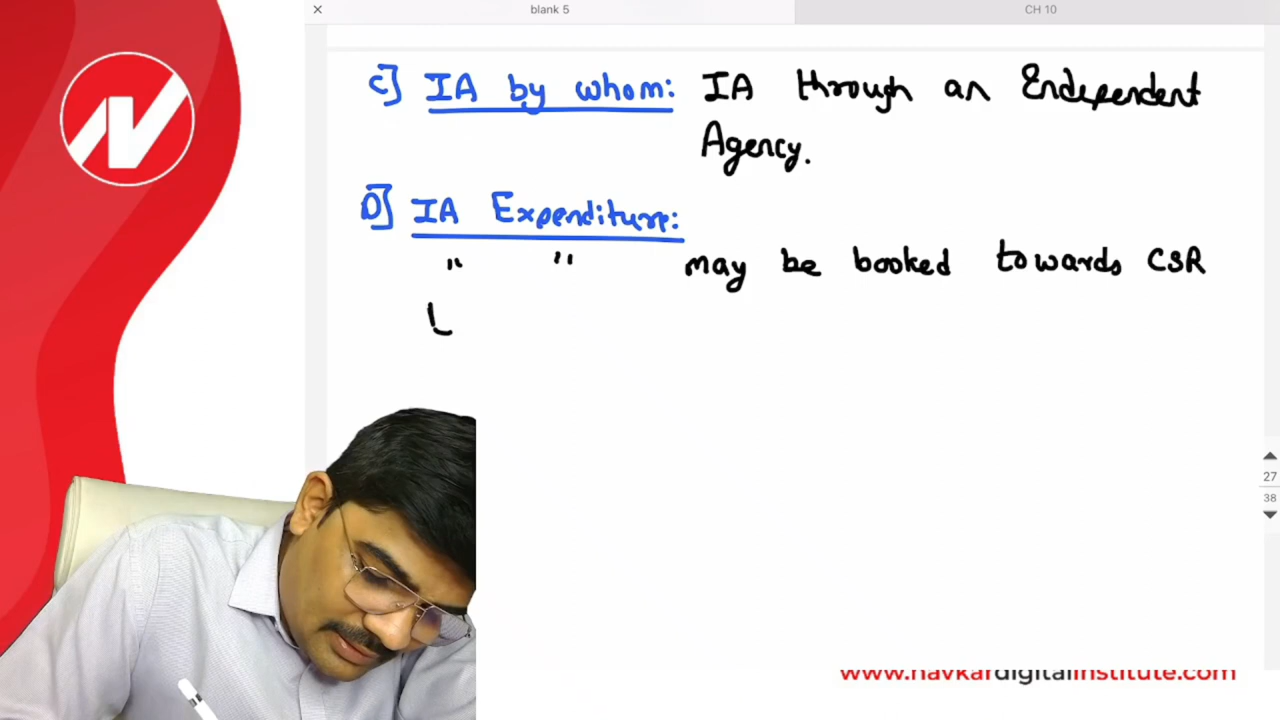 blank 5
CH 10
C] IA by whom: IA through an Independent
Agency.
D] IA Expenditure:
" " may be booked towards CSR
27
38
www.navkardigitalinstitute.com